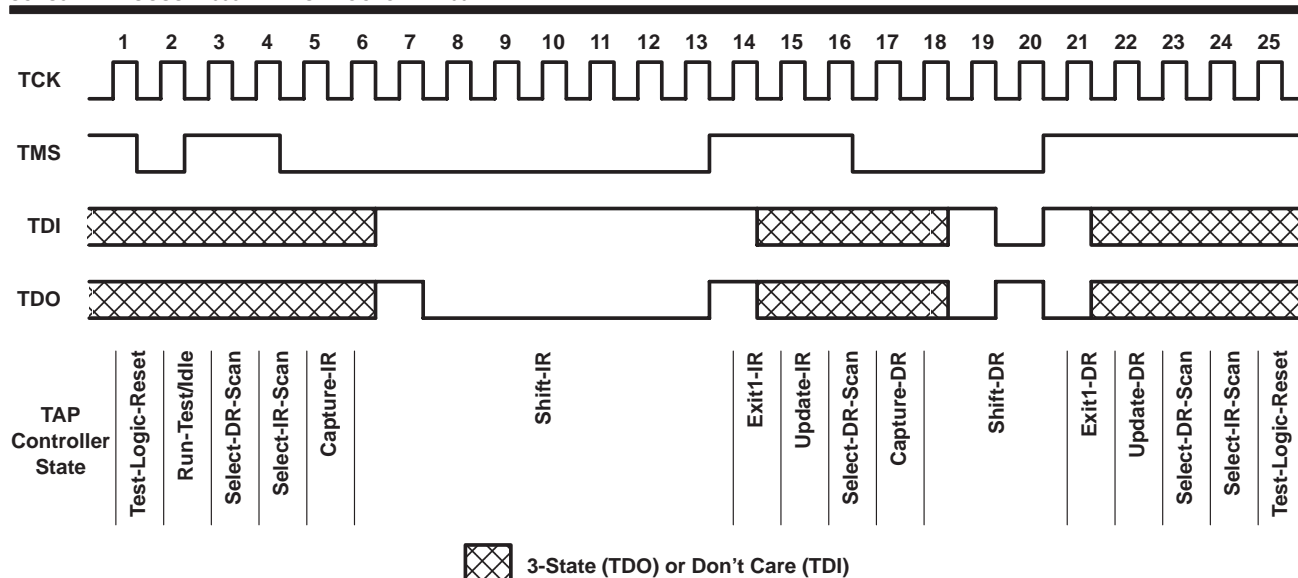 1 2 3 4 5 6 7 8 9 10 11 12 13 14 15 16 17 18 19 20 21 22 23 24 25
TCK
TMS
TDI
TDO
TAP
Controller
State
Test-Logic-Reset
Run-Test/Idle
Select-DR-Scan
Select-IR-Scan
Capture-IR
Shift-IR
Exit1-IR
Update-IR
Select-DR-Scan
Capture-DR
Shift-DR
Exit1-DR
Update-DR
Select-DR-Scan
Select-IR-Scan
Test-Logic-Reset
3-State (TDO) or Don't Care (TDI)